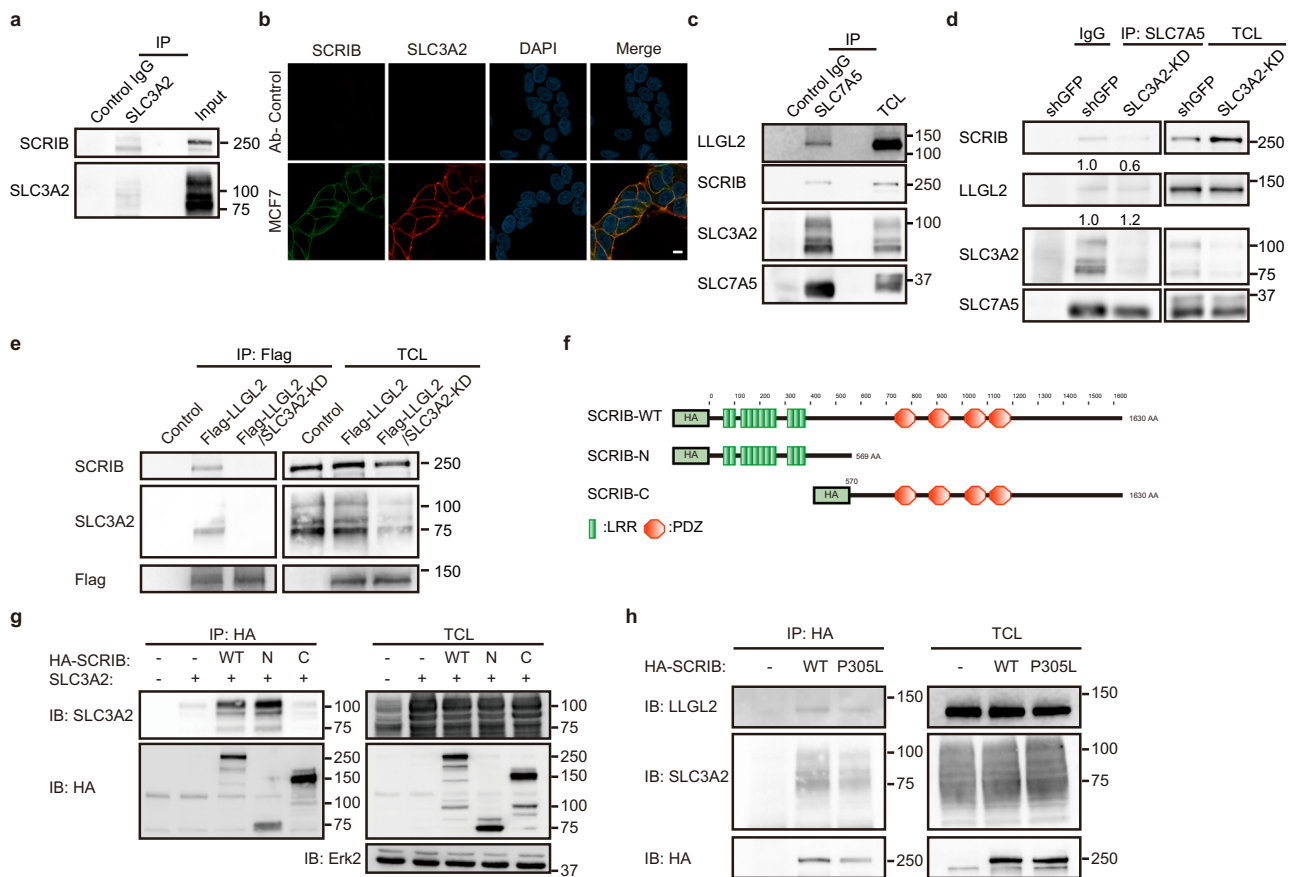 a
IP
Control IgG
SLC3A2
Input
SCRIB
250
SLC3A2
100
75
b
SCRIB SLC3A2 DAPI Merge
Ab- Control
MCF7
c
IP
Control IgG
SLC7A5
TCL
LLGL2
150
100
SCRIB
250
SLC3A2
100
SLC7A5
37
d
IgG IP: SLC7A5 TCL
shGFP
shGFP
SLC3A2-KD
shGFP
SLC3A2-KD
SCRIB
250
1.0 0.6
LLGL2
150
1.0 1.2
SLC3A2
100
75
SLC7A5
37
e
IP: Flag TCL
Control
Flag-LLGL2
Flag-LLGL2
/SLC3A2-KD
Control
Flag-LLGL2
Flag-LLGL2
/SLC3A2-KD
SCRIB
250
SLC3A2
100
75
Flag
150
f
0 100 200 300 400 500 600 700 800 900 1000 1100 1200 1300 1400 1500 1600
SCRIB-WT HA 1630 AA
SCRIB-N HA 569 AA
SCRIB-C HA 570 1630 AA
:LRR :PDZ
g
IP: HA TCL
HA-SCRIB: - - WT N C - - WT N C
SLC3A2: - + + + + - + + + +
IB: SLC3A2 100 100
75 75
IB: HA 250 250
150 150
100 100
75 75
IB: Erk2
37
h
IP: HA TCL
HA-SCRIB: - WT P305L - WT P305L
IB: LLGL2 150 150
IB: SLC3A2 100 100
75 75
IB: HA 250 250